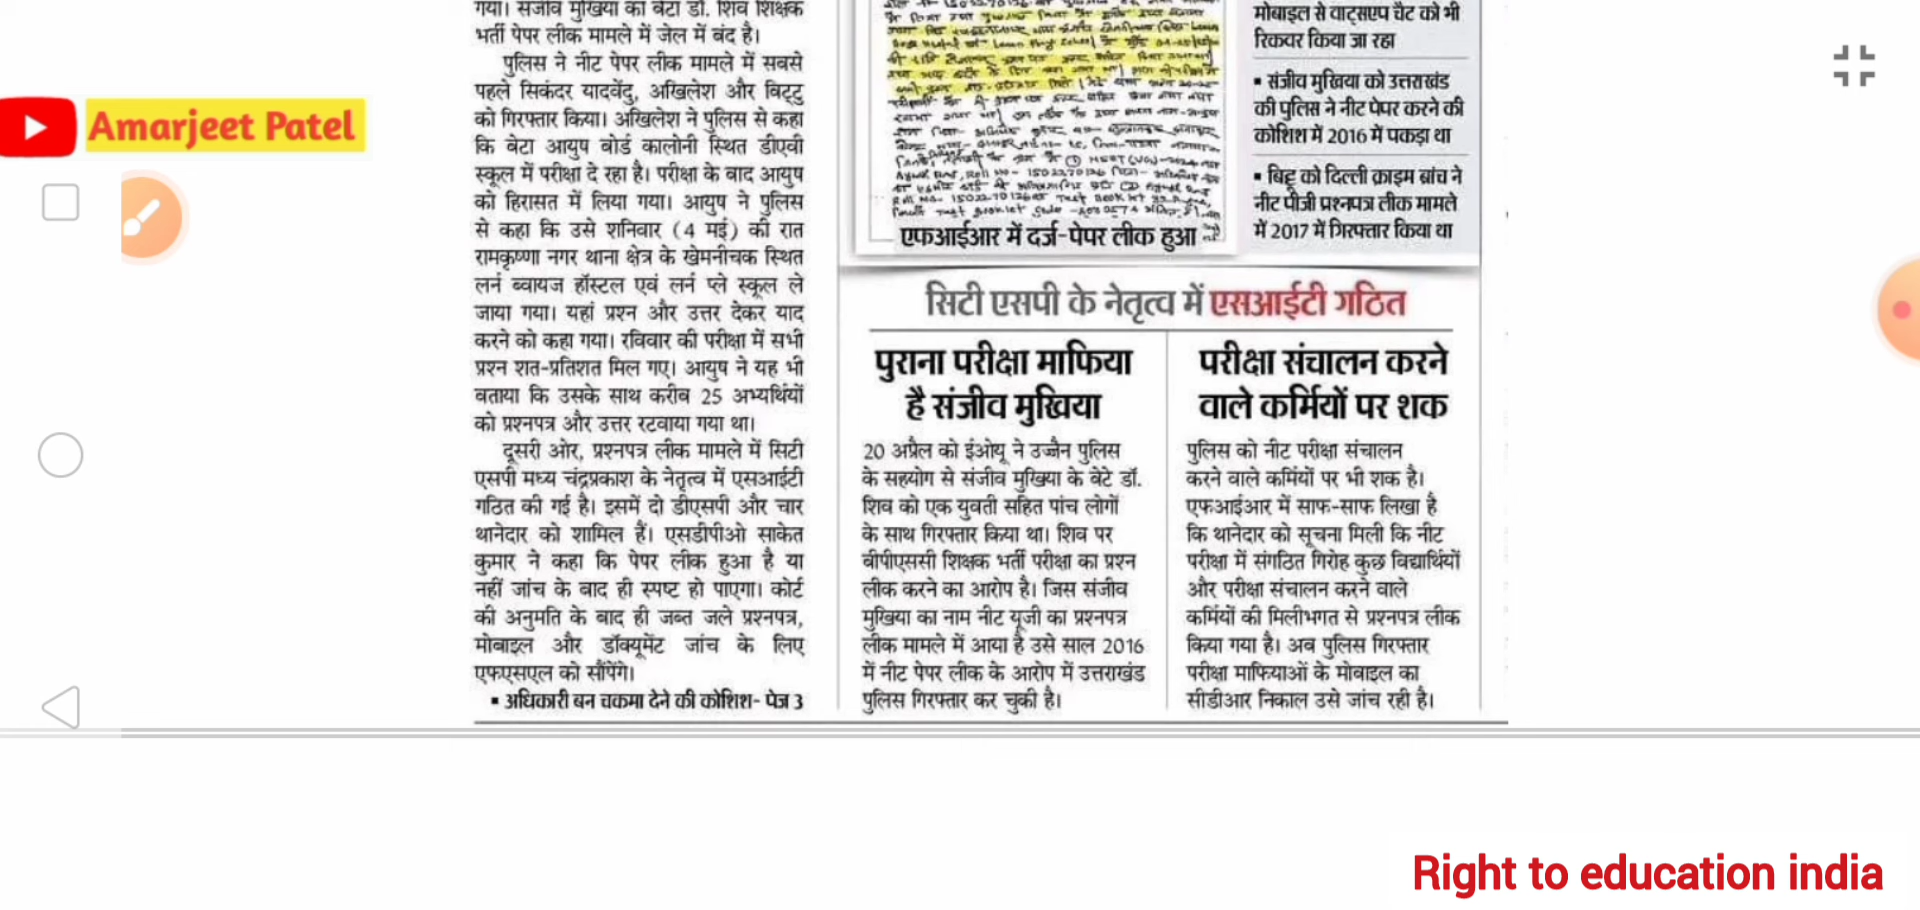 Amarjeet Patel
गया। संजीव मुखिया का बेटा डॉ. शिव शिक्षक
भर्ती पेपर लीक मामले में जेल में बंद है।
पुलिस ने नीट पेपर लीक मामले में सबसे
पहले सिकंदर यादवेंदु, अखिलेश और बिट्टु
को गिरफ्तार किया। अखिलेश ने पुलिस से कहा
कि बेटा आयुष बोर्ड कालोनी स्थित डीएवी
स्कूल में परीक्षा दे रहा है। परीक्षा के बाद आयुष
को हिरासत में लिया गया। आयुष ने पुलिस
से कहा कि उसे शनिवार (4 मई) की रात
रामकृष्णा नगर थाना क्षेत्र के खेमनीचक स्थित
लर्न ब्वायज हॉस्टल एवं लर्न प्ले स्कूल ले
जाया गया। यहां प्रश्न और उत्तर देकर याद
करने को कहा गया। रविवार की परीक्षा में सभी
प्रश्न शत-प्रतिशत मिल गए। आयुष ने यह भी
बताया कि उसके साथ करीब 25 अभ्यर्थियों
को प्रश्नपत्र और उत्तर रटवाया गया था।
दूसरी ओर, प्रश्नपत्र लीक मामले में सिटी
एसपी मध्य चंद्रप्रकाश के नेतृत्व में एसआईटी
गठित की गई है। इसमें दो डीएसपी और चार
थानेदार को शामिल हैं। एसडीपीओ साकेत
कुमार ने कहा कि पेपर लीक हुआ है या
नहीं जांच के बाद ही स्पष्ट हो पाएगा। कोर्ट
की अनुमति के बाद ही जब्त जले प्रश्नपत्र,
मोबाइल और डॉक्यूमेंट जांच के लिए
एफएसएल को सौंपेंगे।
▪ अधिकारी बन चकमा देने की कोशिश- पेज 3
एफआईआर में दर्ज-पेपर लीक हुआ
मोबाइल से वाट्सएप चैट को भी
रिकवर किया जा रहा
▪ संजीव मुखिया को उत्तराखंड
की पुलिस ने नीट पेपर करने की
कोशिश में 2016 में पकड़ा था
▪ बिट्टू को दिल्ली क्राइम ब्रांच ने
नीट पीजी प्रश्नपत्र लीक मामले
में 2017 में गिरफ्तार किया था
सिटी एसपी के नेतृत्व में एसआईटी गठित
पुराना परीक्षा माफिया
है संजीव मुखिया
20 अप्रैल को ईओयू ने उज्जैन पुलिस
के सहयोग से संजीव मुखिया के बेटे डॉ.
शिव को एक युवती सहित पांच लोगों
के साथ गिरफ्तार किया था। शिव पर
बीपीएससी शिक्षक भर्ती परीक्षा का प्रश्न
लीक करने का आरोप है। जिस संजीव
मुखिया का नाम नीट यूजी का प्रश्नपत्र
लीक मामले में आया है उसे साल 2016
में नीट पेपर लीक के आरोप में उत्तराखंड
पुलिस गिरफ्तार कर चुकी है।
परीक्षा संचालन करने
वाले कर्मियों पर शक
पुलिस को नीट परीक्षा संचालन
करने वाले कर्मियों पर भी शक है।
एफआईआर में साफ-साफ लिखा है
कि थानेदार को सूचना मिली कि नीट
परीक्षा में संगठित गिरोह कुछ विद्यार्थियों
और परीक्षा संचालन करने वाले
कर्मियों की मिलीभगत से प्रश्नपत्र लीक
किया गया है। अब पुलिस गिरफ्तार
परीक्षा माफियाओं के मोबाइल का
सीडीआर निकाल उसे जांच रही है।
Right to education india